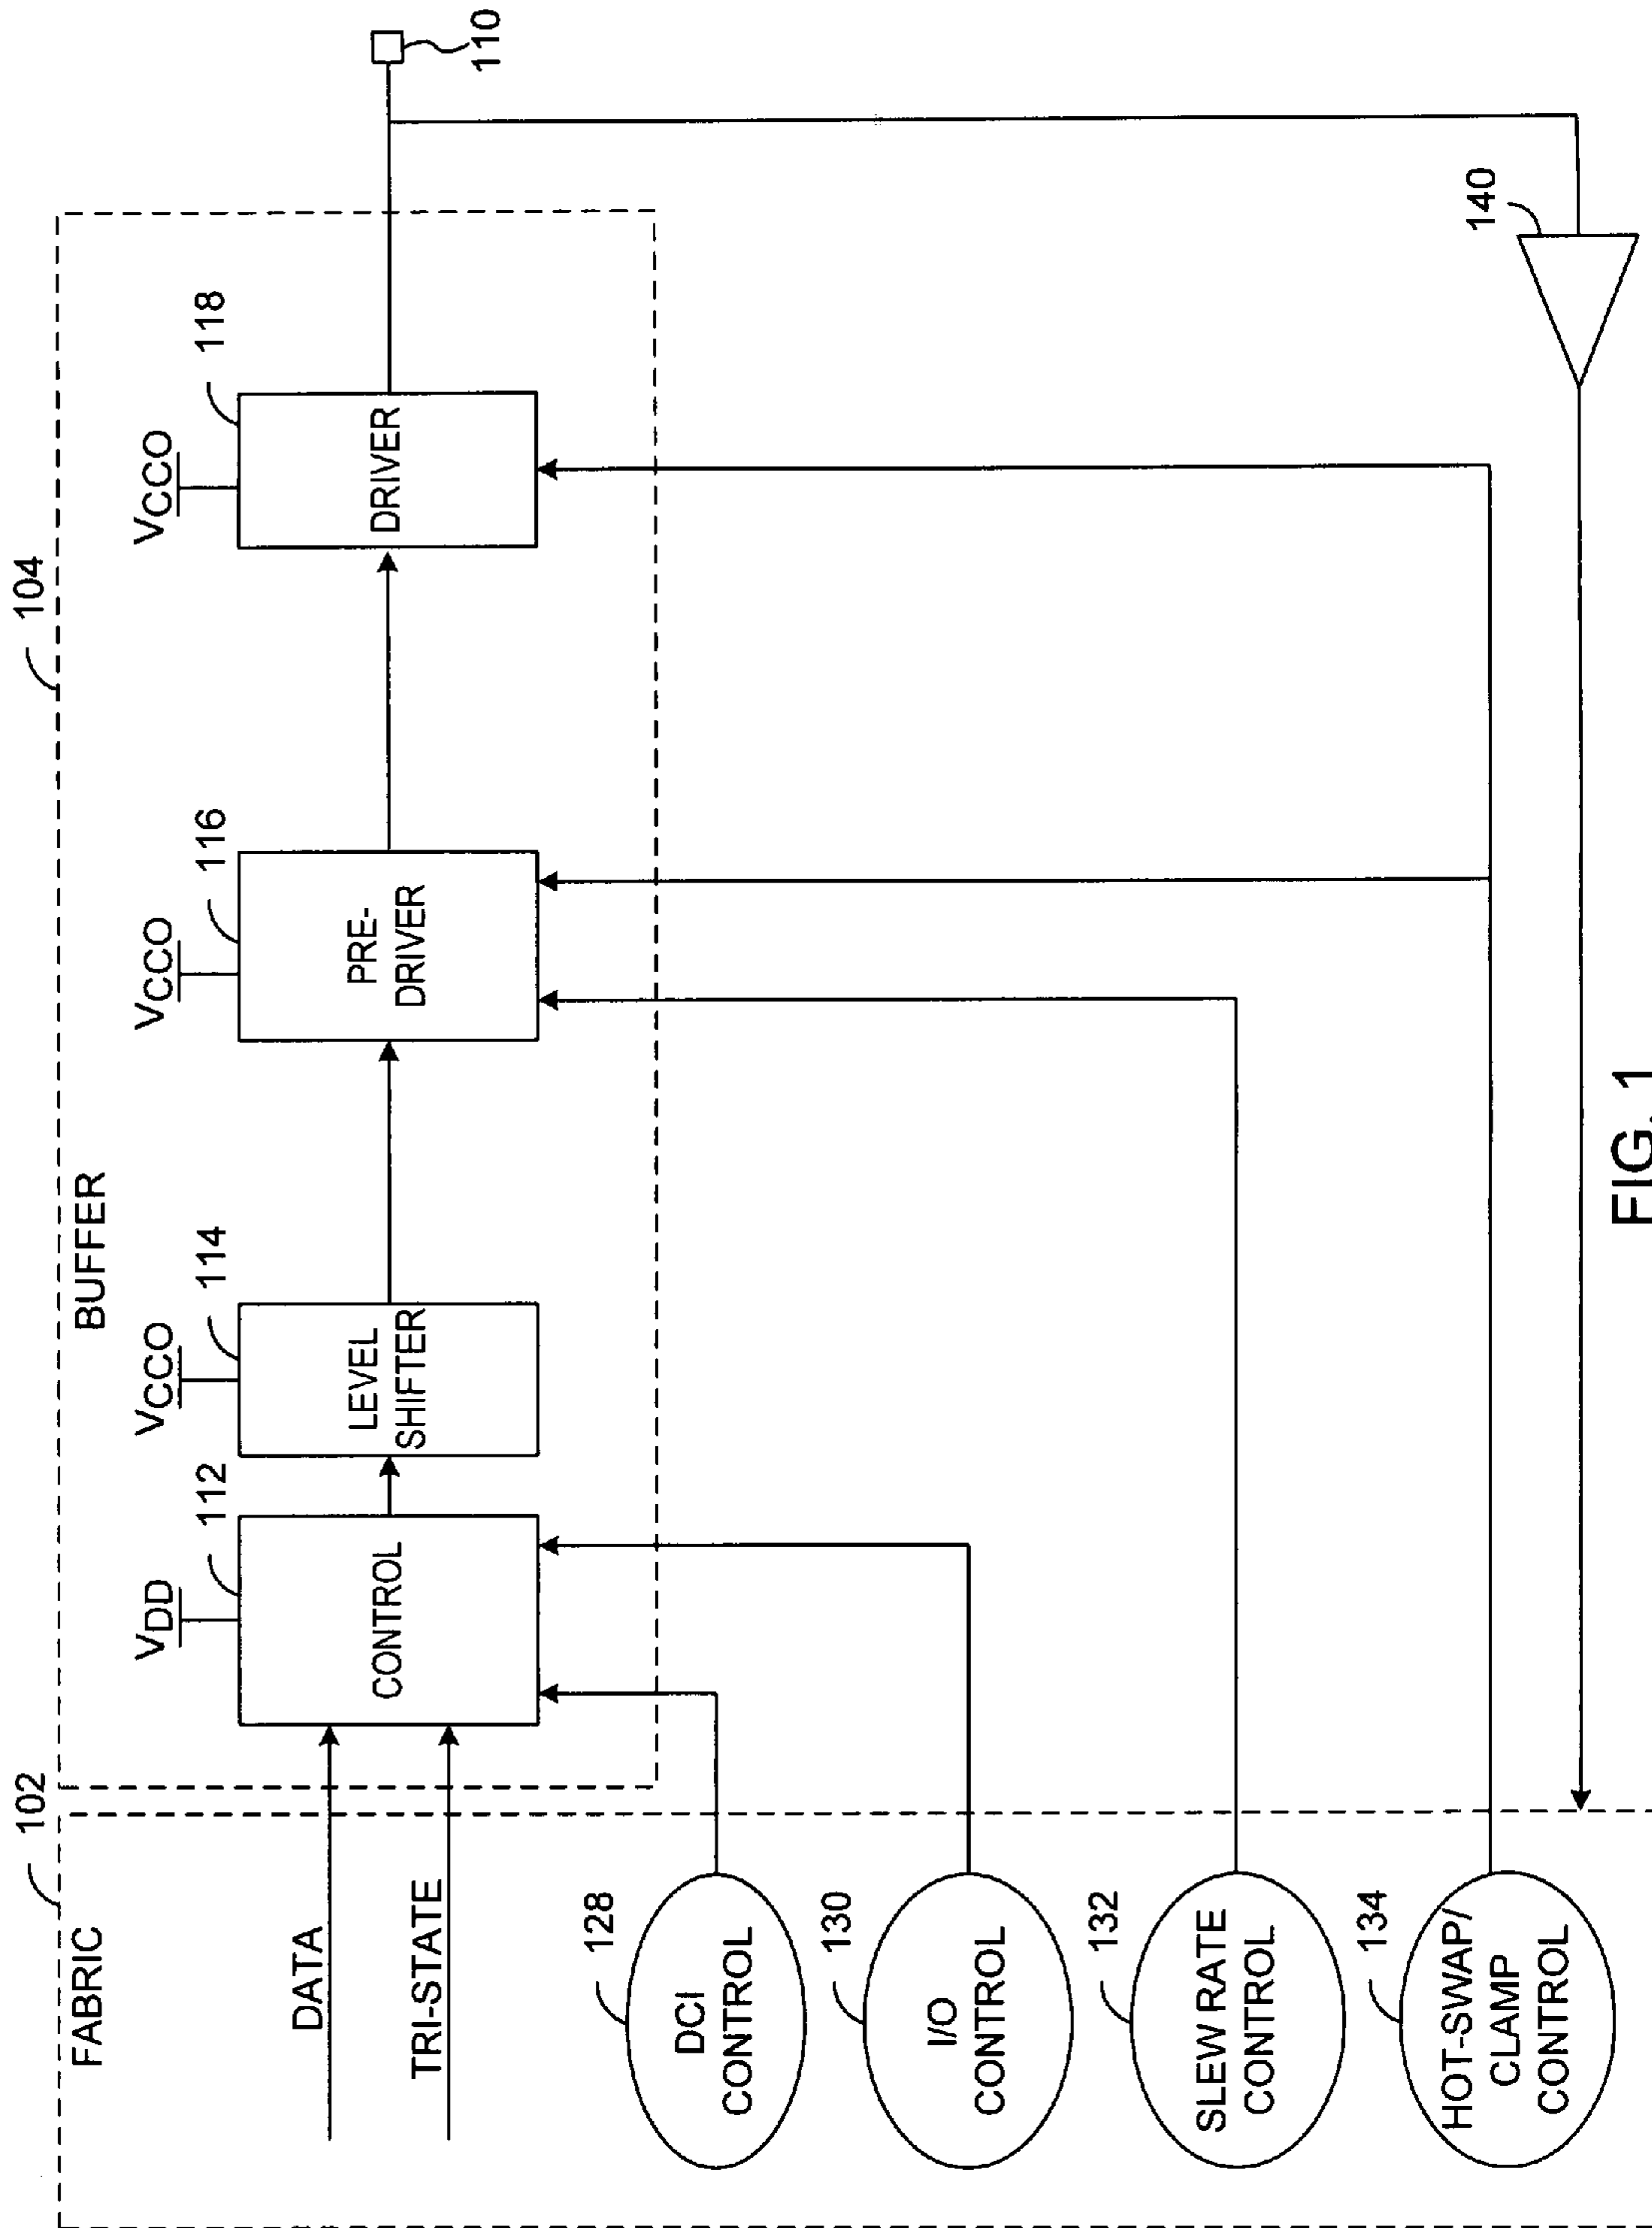 102
FABRIC
DATA
TRI-STATE
128
DCI
CONTROL
130
I/O
CONTROL
132
SLEW RATE
CONTROL
134
HOT-SWAP/
CLAMP
CONTROL
104
BUFFER
VDD
112
CONTROL
VCCO
114
LEVEL
SHIFTER
VCCO
116
PRE-
DRIVER
VCCO
118
DRIVER
110
140
FIG. 1